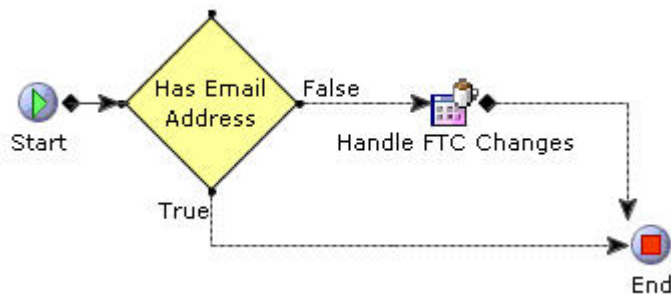 Has Email
Address
False
Start
Handle FTC Changes
True
End